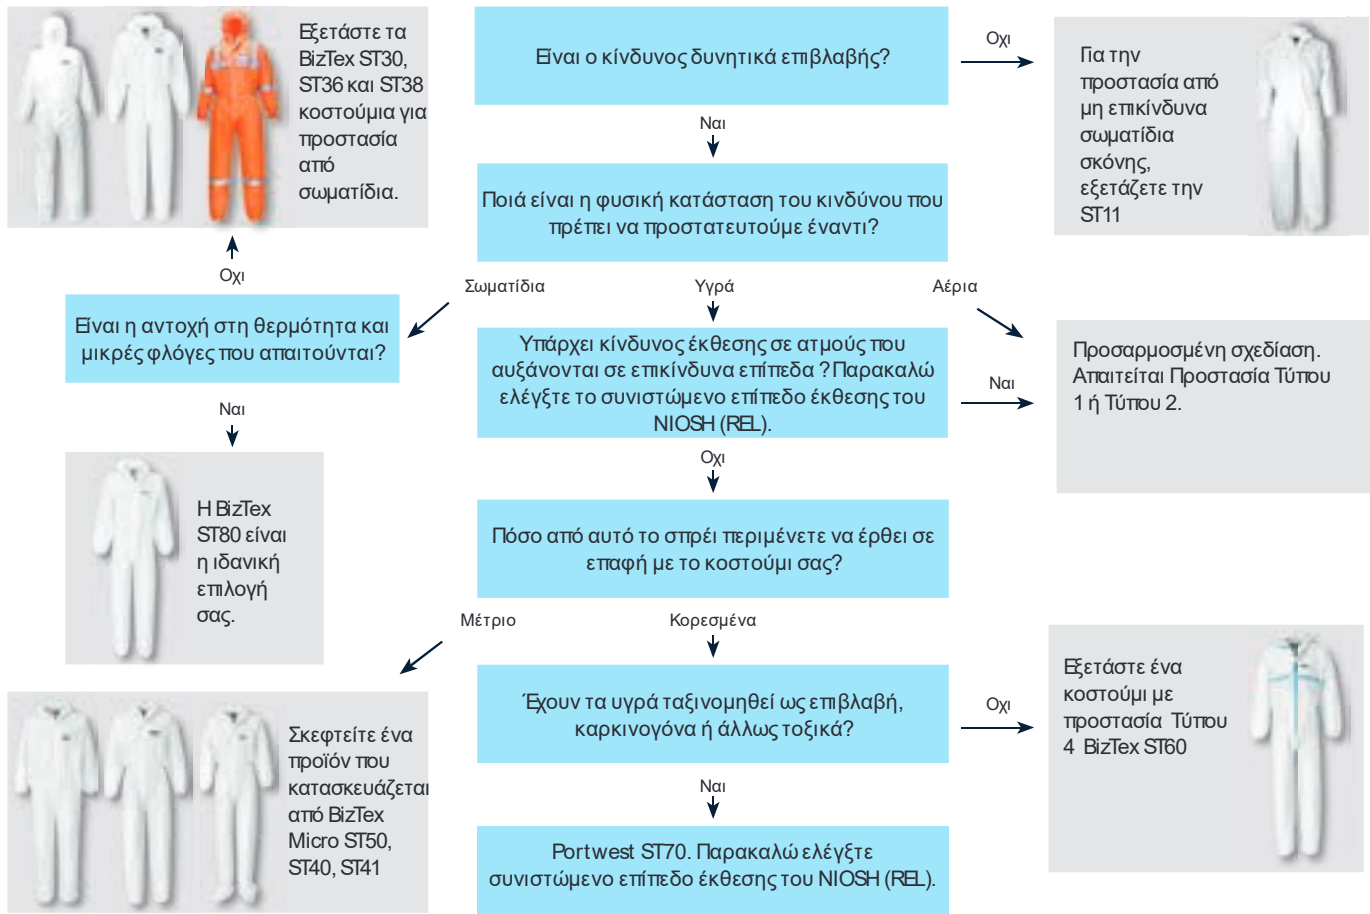 Εξετάστε τα
BizTex ST30,
ST36 και ST38
κοστούμια για
προστασία
από
σωματίδια.
Είναι ο κίνδυνος δυνητικά επιβλαβής?
Οχι
Για την
προστασία από
μη επικίνδυνα
σωματίδια
σκόνης,
εξετάζετε την
ST11
Ναι
Ποιά είναι η φυσική κατάσταση του κινδύνου που
πρέπει να προστατευτούμε έναντι?
Οχι
Σωματίδια
Υγρά
Αέρια
Είναι η αντοχή στη θερμότητα και
μικρές φλόγες που απαιτούνται?
Υπάρχει κίνδυνος έκθεσης σε ατμούς που
αυξάνονται σε επικίνδυνα επίπεδα ? Παρακαλώ
ελέγξτε το συνιστώμενο επίπεδο έκθεσης του
NIOSH (REL).
Ναι
Προσαρμοσμένη σχεδίαση.
Απαιτείται Προστασία Τύπου
1 ή Τύπου 2.
Ναι
Οχι
Η BizTex
ST80 είναι
η ιδανική
επιλογή
σας.
Πόσο από αυτό το σπρέι περιμένετε να έρθει σε
επαφή με το κοστούμι σας?
Μέτριο
Κορεσμένα
Έχουν τα υγρά ταξινομηθεί ως επιβλαβή,
καρκινογόνα ή άλλως τοξικά?
Οχι
Εξετάστε ένα
κοστούμι με
προστασία Τύπου
4 BizTex ST60
Σκεφτείτε ένα
προϊόν που
κατασκευάζεται
από BizTex
Micro ST50,
ST40, ST41
Ναι
Portwest ST70. Παρακαλώ ελέγξτε
συνιστώμενο επίπεδο έκθεσης του NIOSH (REL).